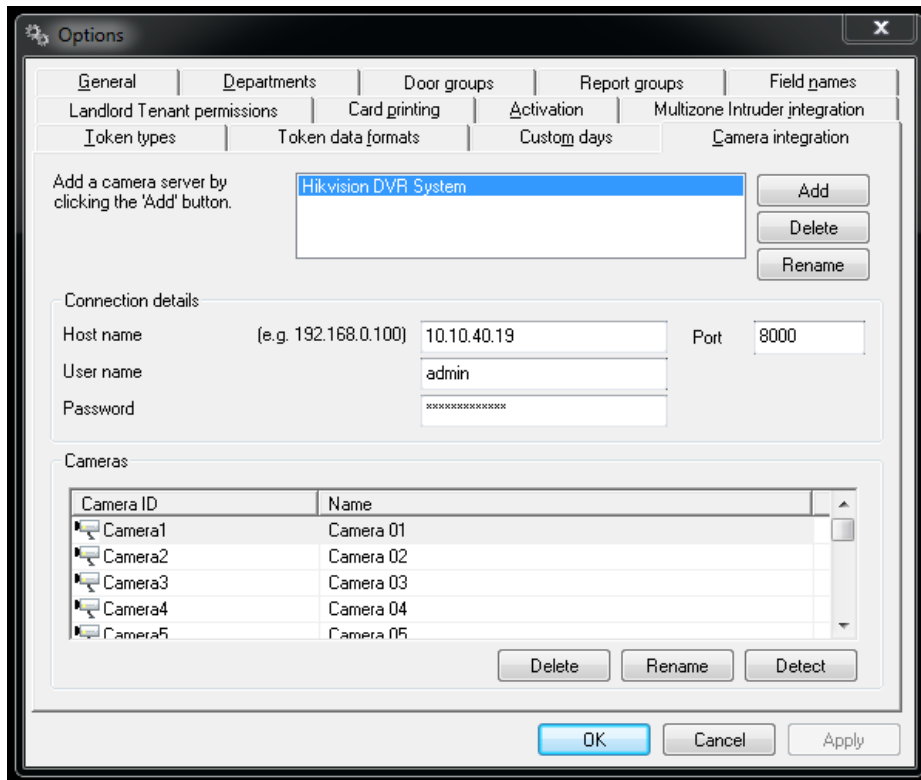 Options
General Departments Door groups Report groups Field names
Landlord Tenant permissions Card printing Activation Multizone Intruder integration
Token types Token data formats Custom days Camera integration
Add a camera server by
clicking the 'Add' button.
Hikvision DVR System
Add
Delete
Rename
Connection details
Host name (e.g. 192.168.0.100) 10.10.40.19 Port 8000
User name admin
Password *************
Cameras
Camera ID Name
Camera1 Camera 01
Camera2 Camera 02
Camera3 Camera 03
Camera4 Camera 04
Camera5 Camera 05
Delete Rename Detect
OK Cancel Apply